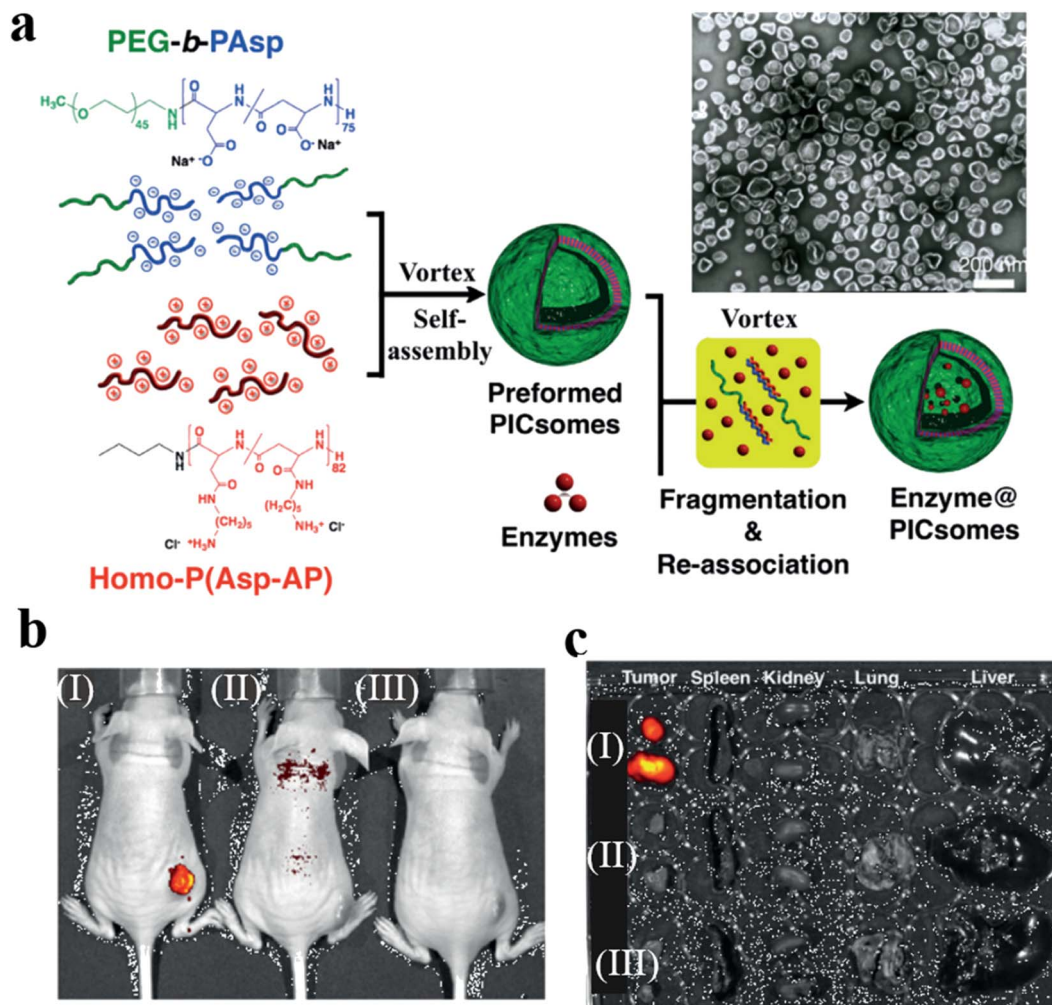 a
PEG-b-PAsp
H₃C
O
45
N
H
O
H
N
O
N
H
H
75
O
Na⁺ ⁻O
O
O⁻ Na⁺
200 nm
Vortex
Self-
assembly
Preformed
PICsomes
Enzymes
Vortex
Fragmentation
&
Re-association
Enzyme@
PICsomes
N
H
O
H
N
O
H
N
H
82
O
HN
(CH₂)₅
Cl⁻ ⁺H₃N
O
NH
(H₂C)₅
NH₃⁺ Cl⁻
Homo-P(Asp-AP)
b
(I) (II) (III)
c
Tumor Spleen Kidney Lung Liver
(I)
(II)
(III)